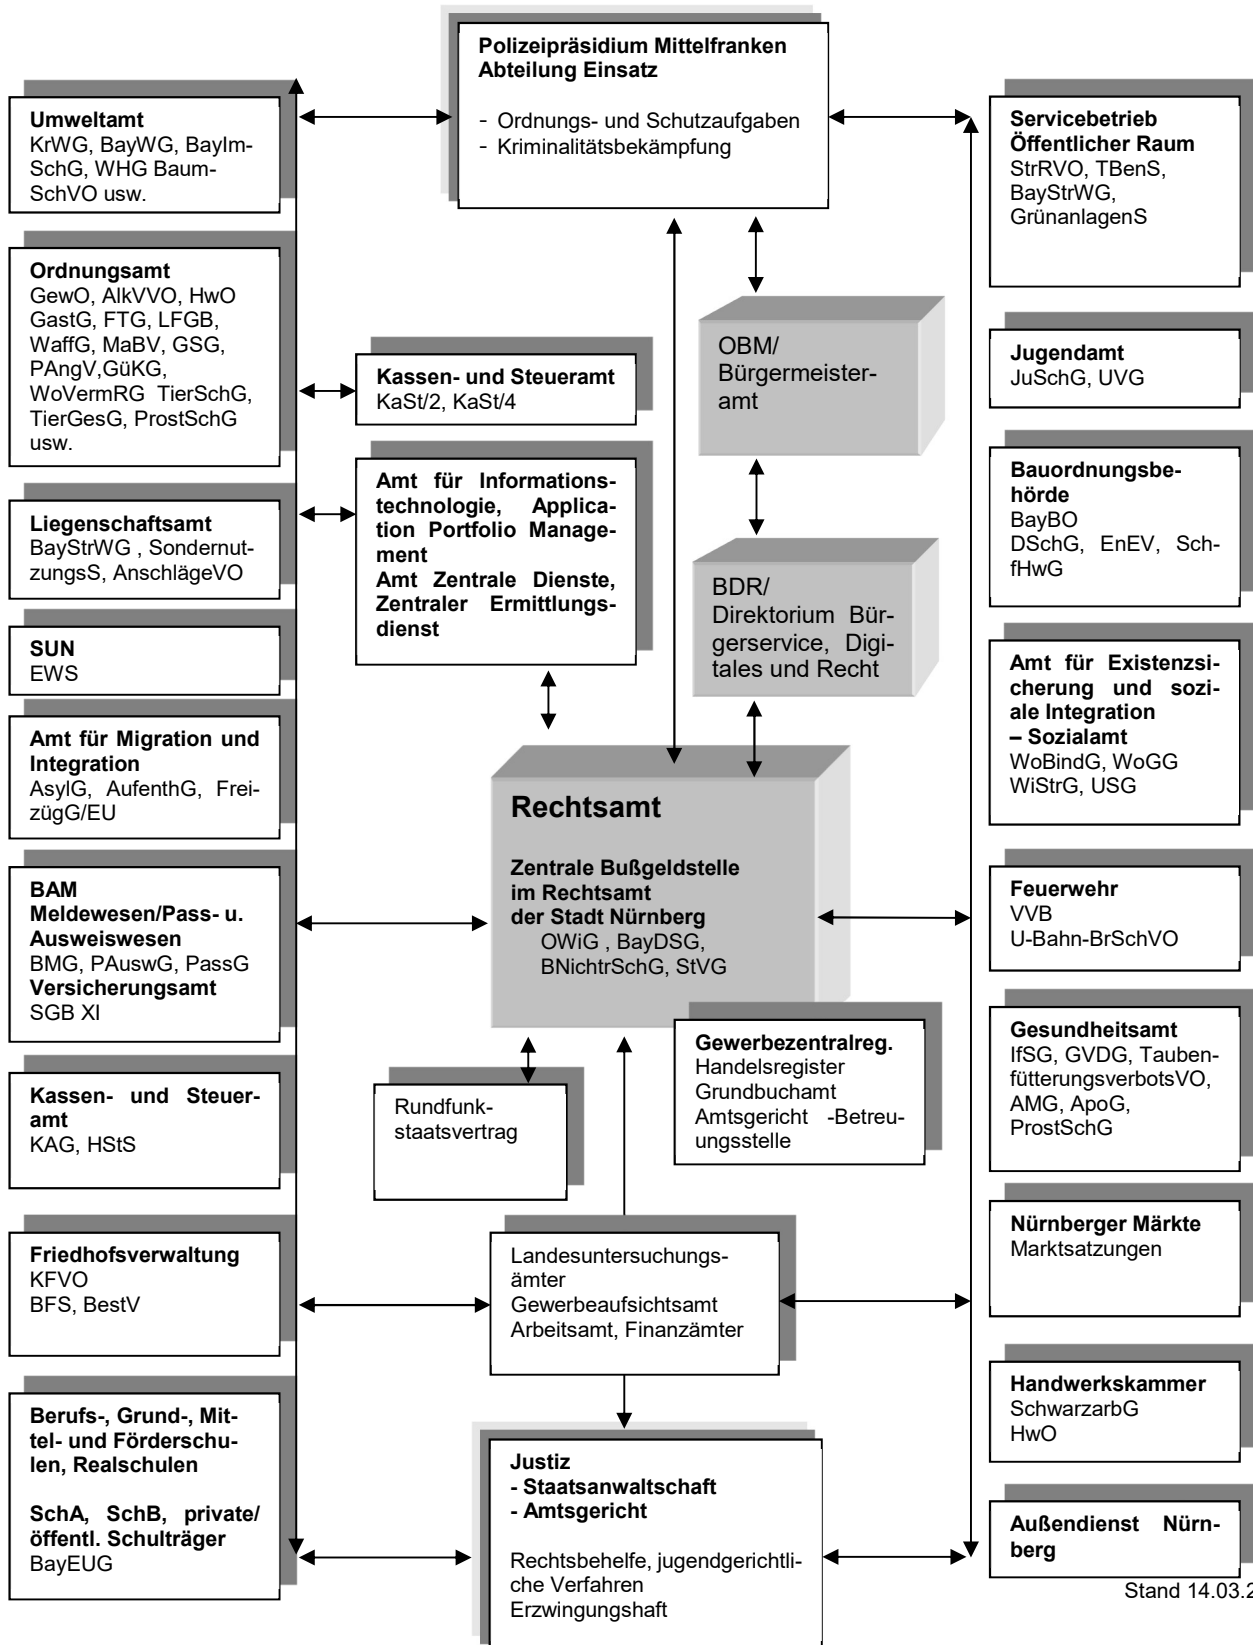 Polizeipräsidium Mittelfranken
Abteilung Einsatz
- Ordnungs- und Schutzaufgaben
- Kriminalitätsbekämpfung
Umweltamt
KrWG, BayWG, BayIm-
SchG, WHG Baum-
SchVO usw.
Ordnungsamt
GewO, AlkVVO, HwO
GastG, FTG, LFGB,
WaffG, MaBV, GSG,
PAngV,GüKG,
WoVermRG TierSchG,
TierGesG, ProstSchG
usw.
Liegenschaftsamt
BayStrWG , Sondernut-
zungsS, AnschlägeVO
SUN
EWS
Amt für Migration und
Integration
AsylG, AufenthG, Frei-
zügG/EU
BAM
Meldewesen/Pass- u.
Ausweiswesen
BMG, PAuswG, PassG
Versicherungsamt
SGB XI
Kassen- und Steuer-
amt
KAG, HStS
Friedhofsverwaltung
KFVO
BFS, BestV
Berufs-, Grund-, Mit-
tel- und Förderschu-
len, Realschulen
SchA, SchB, private/
öffentl. Schulträger
BayEUG
Kassen- und Steueramt
KaSt/2, KaSt/4
Amt für Informations-
technologie, Applica-
tion Portfolio Manage-
ment
Amt Zentrale Dienste,
Zentraler Ermittlungs-
dienst
OBM/
Bürgermeister-
amt
BDR/
Direktorium Bür-
gerservice, Digi-
tales und Recht
Rechtsamt
Zentrale Bußgeldstelle
im Rechtsamt
der Stadt Nürnberg
OWiG , BayDSG,
BNichtrSchG, StVG
Gewerbezentralreg.
Handelsregister
Grundbuchamt
Amtsgericht -Betreu-
ungsstelle
Rundfunk-
staatsvertrag
Landesuntersuchungs-
ämter
Gewerbeaufsichtsamt
Arbeitsamt, Finanzämter
Justiz
- Staatsanwaltschaft
- Amtsgericht
Rechtsbehelfe, jugendgerichtli-
che Verfahren
Erzwingungshaft
Servicebetrieb
Öffentlicher Raum
StrRVO, TBenS,
BayStrWG,
GrünanlagenS
Jugendamt
JuSchG, UVG
Bauordnungsbe-
hörde
BayBO
DSchG, EnEV, Sch-
fHwG
Amt für Existenzsi-
cherung und sozi-
ale Integration
– Sozialamt
WoBindG, WoGG
WiStrG, USG
Feuerwehr
VVB
U-Bahn-BrSchVO
Gesundheitsamt
IfSG, GVDG, Tauben-
fütterungsverbotsVO,
AMG, ApoG,
ProstSchG
Nürnberger Märkte
Marktsatzungen
Handwerkskammer
SchwarzarbG
HwO
Außendienst Nürn-
berg
Stand 14.03.2